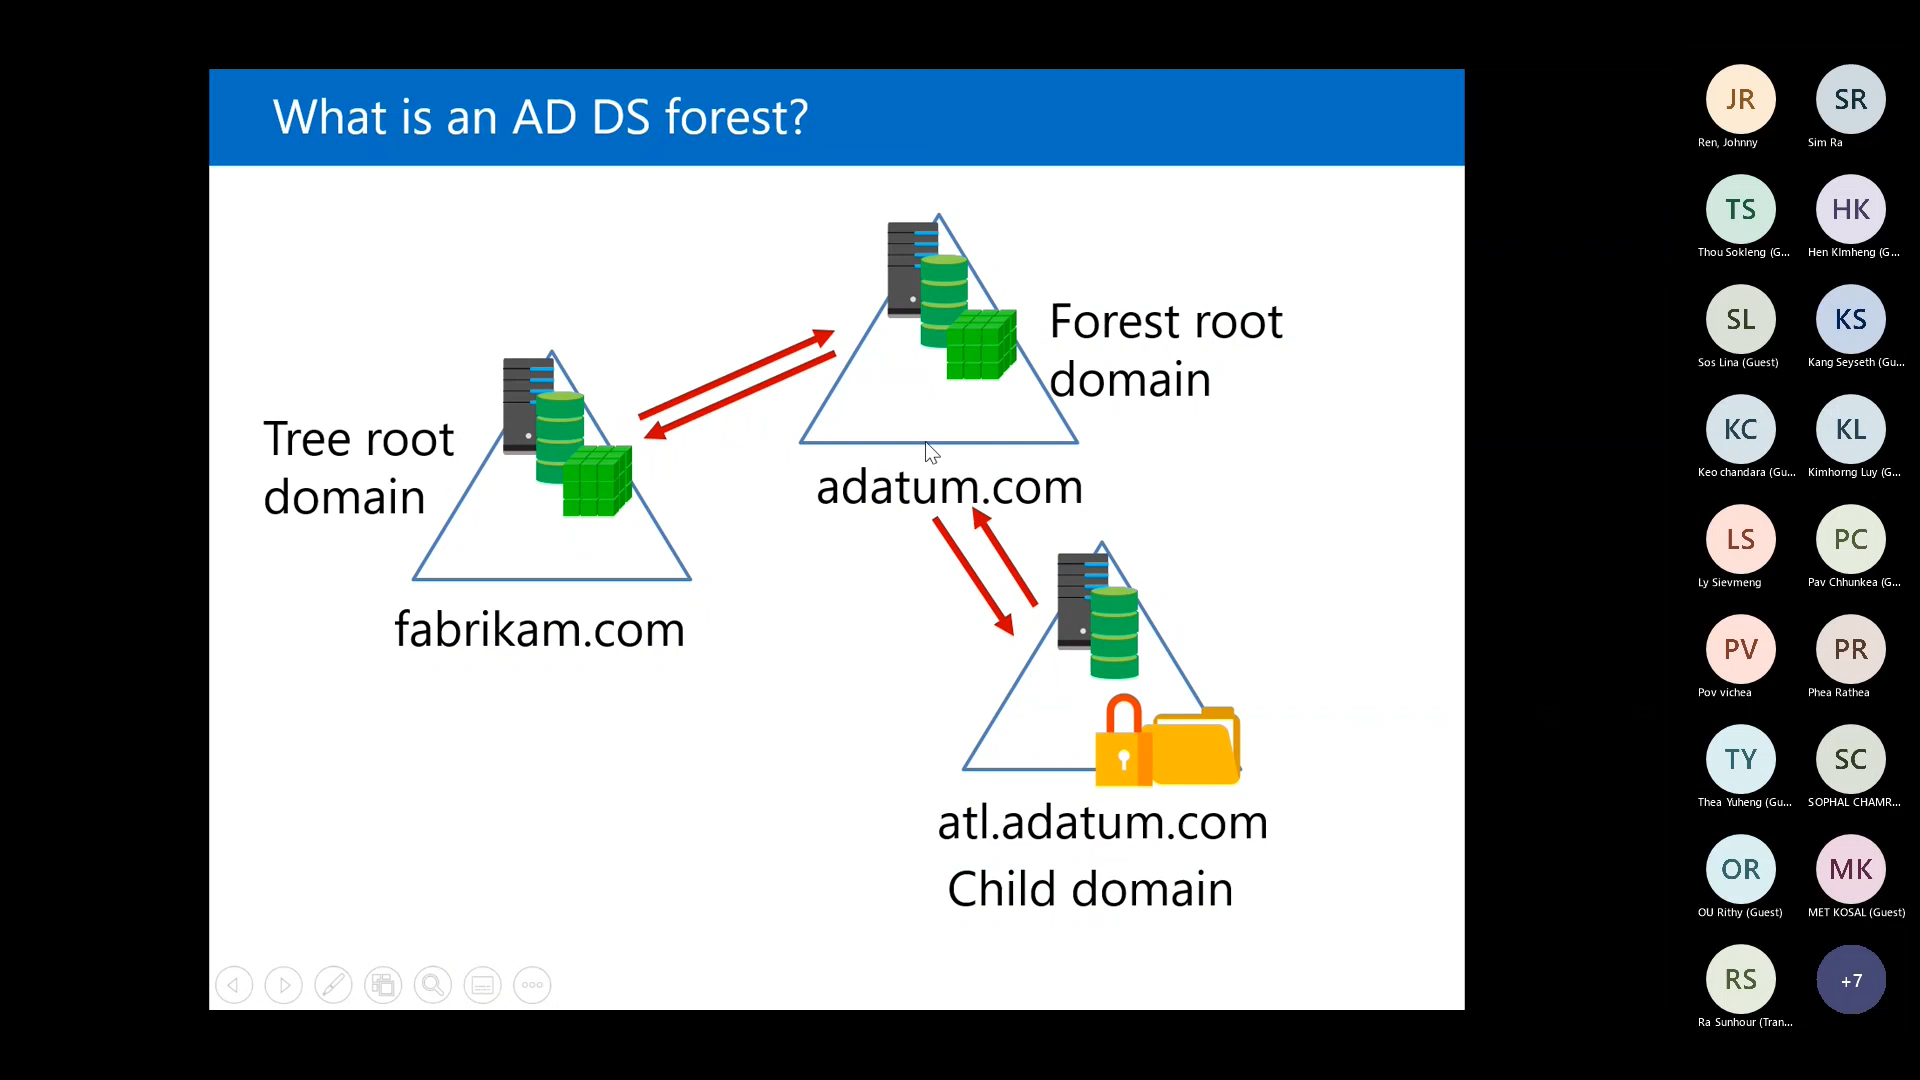 What is an AD DS forest?
Forest root
domain
Tree root
domain
adatum.com
fabrikam.com
atl.adatum.com
Child domain
JR
Ren, Johnny
SR
Sim Ra
TS
Thou Sokleng (G...
HK
Hen KImheng (G...
SL
Sos Lina (Guest)
KS
Kang Seyseth (Gu...
KC
Keo chandara (Gu...
KL
Kimhorng Luy (G...
LS
Ly Sievmeng
PC
Pav Chhunkea (G...
PV
Pov vichea
PR
Phea Rathea
TY
Thea Yuheng (Gu...
SC
SOPHAL CHAMR...
OR
OU Rithy (Guest)
MK
MET KOSAL (Guest)
RS
Ra Sunhour (Tran...
+7